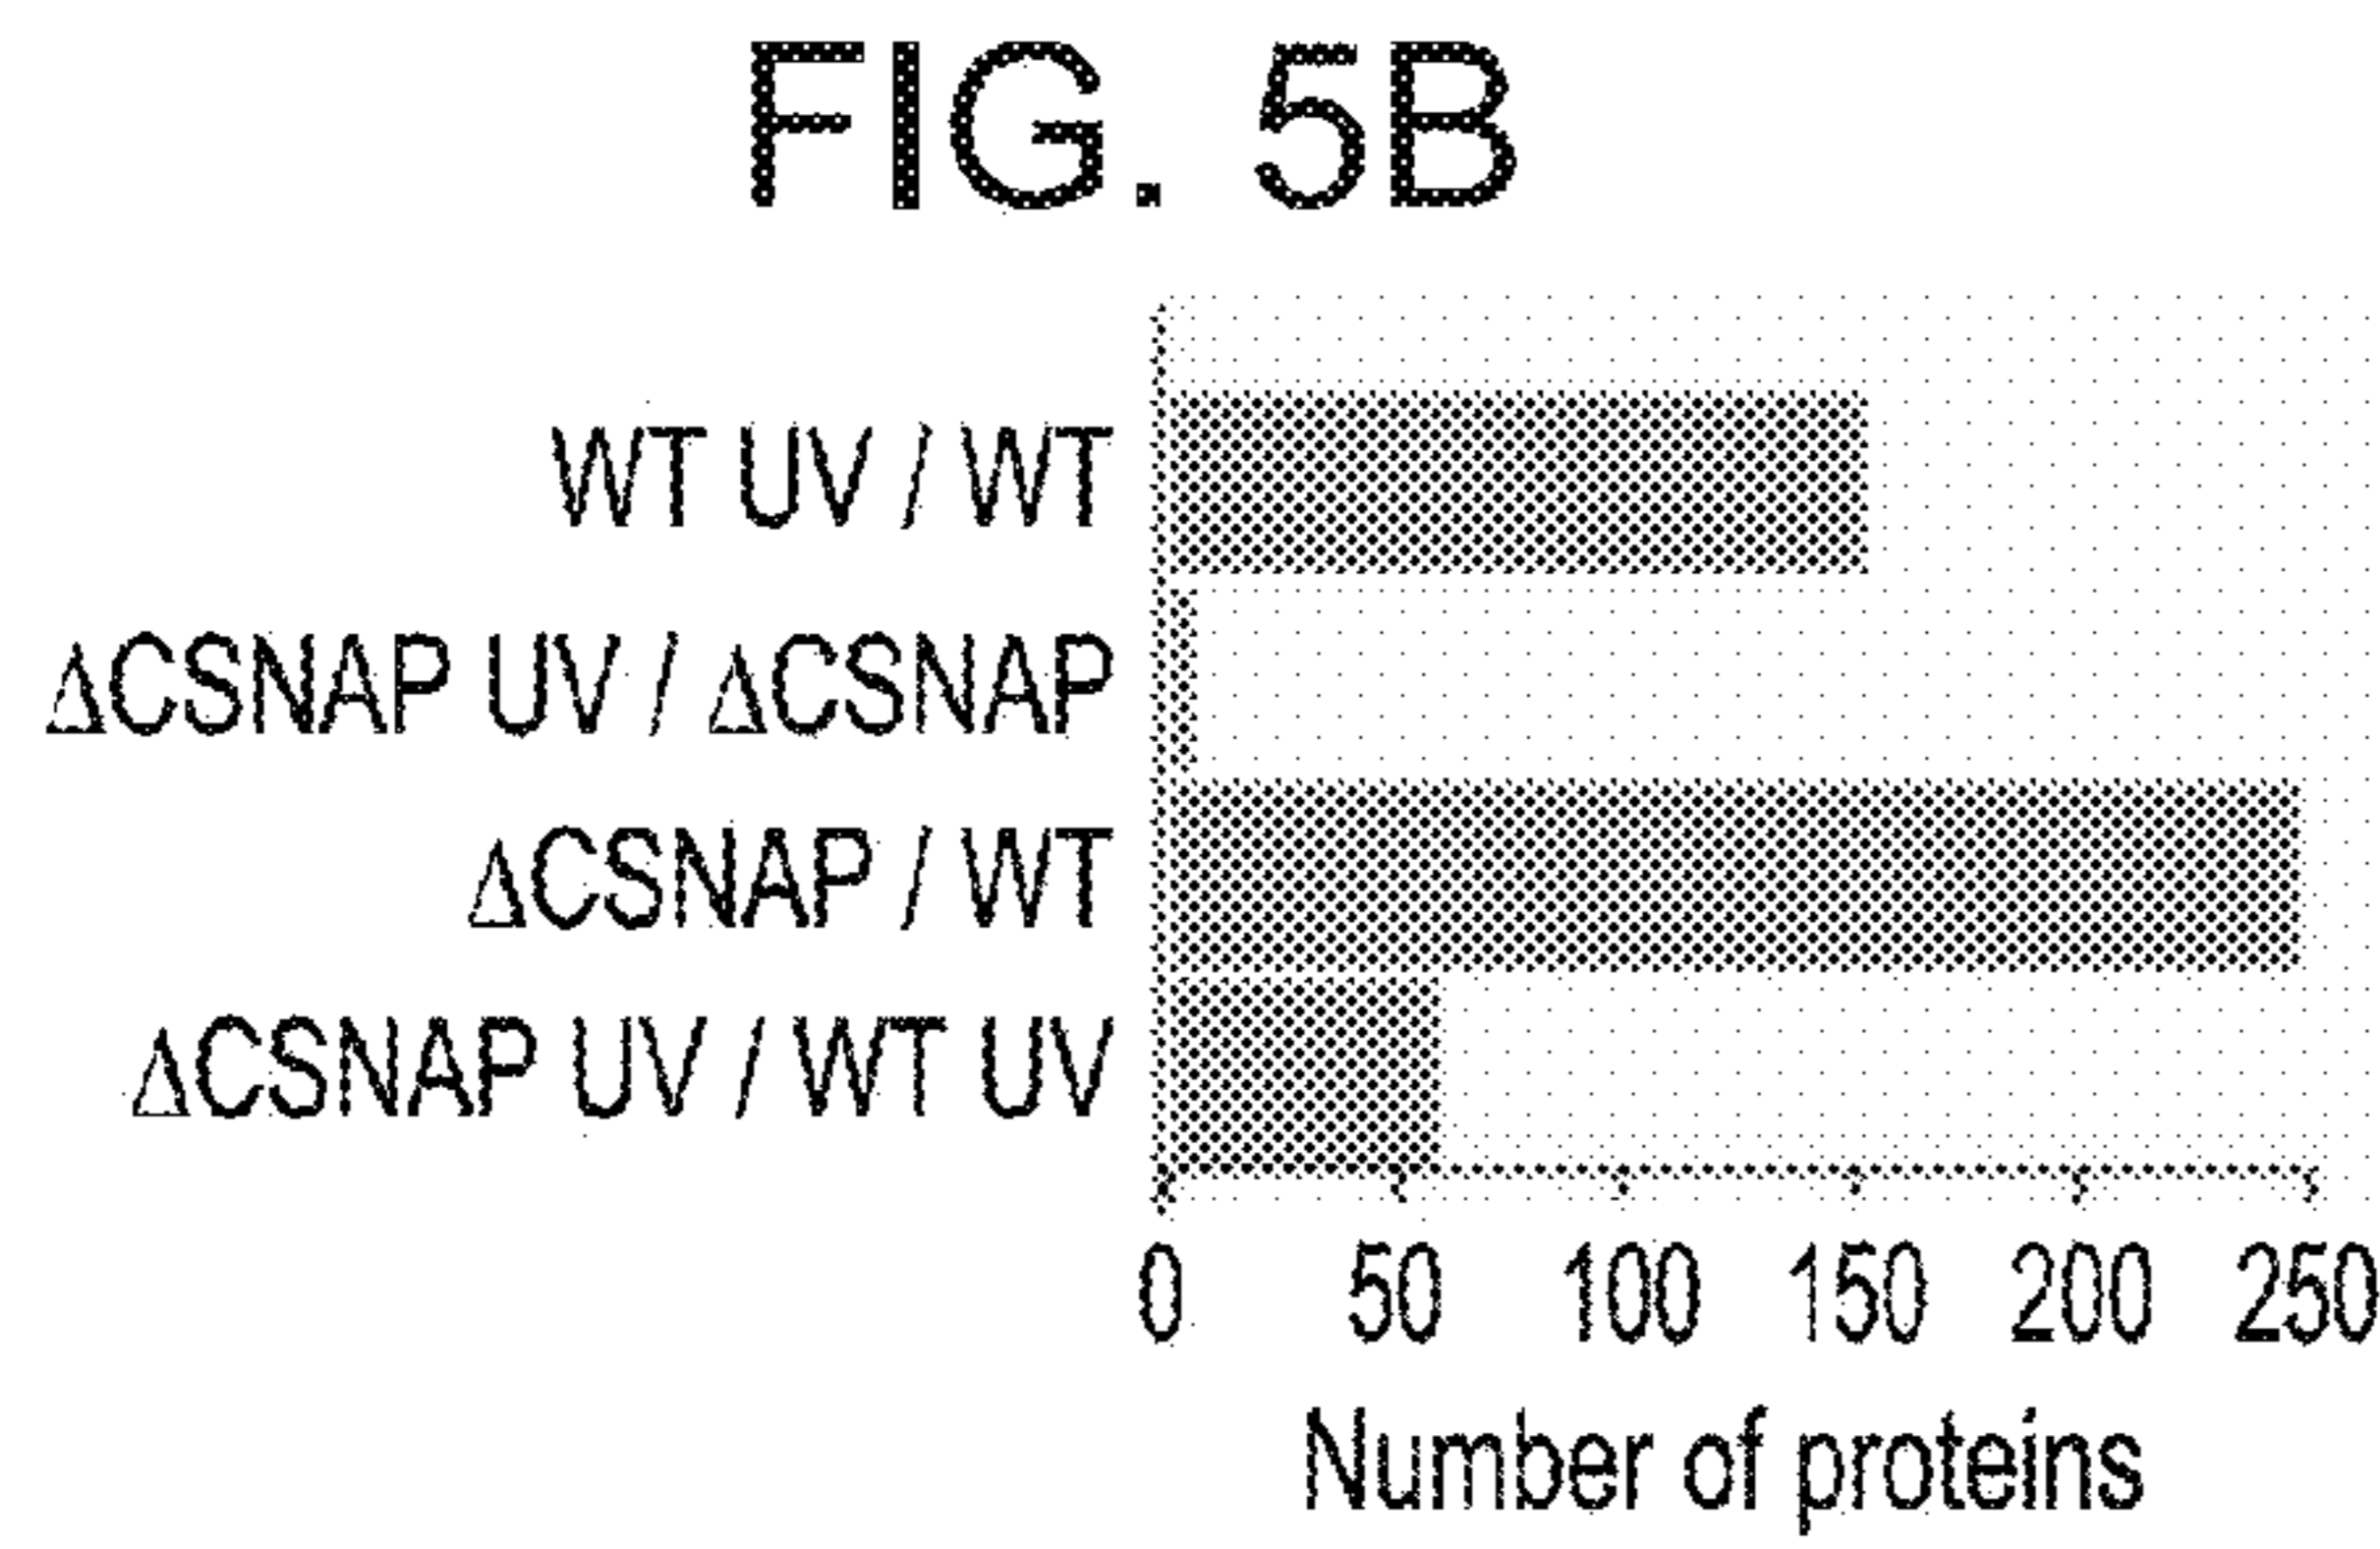 FIG. 5B
WT UV / WT
ΔCSNAP UV / ΔCSNAP
ΔCSNAP / WT
ΔCSNAP UV / WT UV
0 50 100 150 200 250
Number of proteins